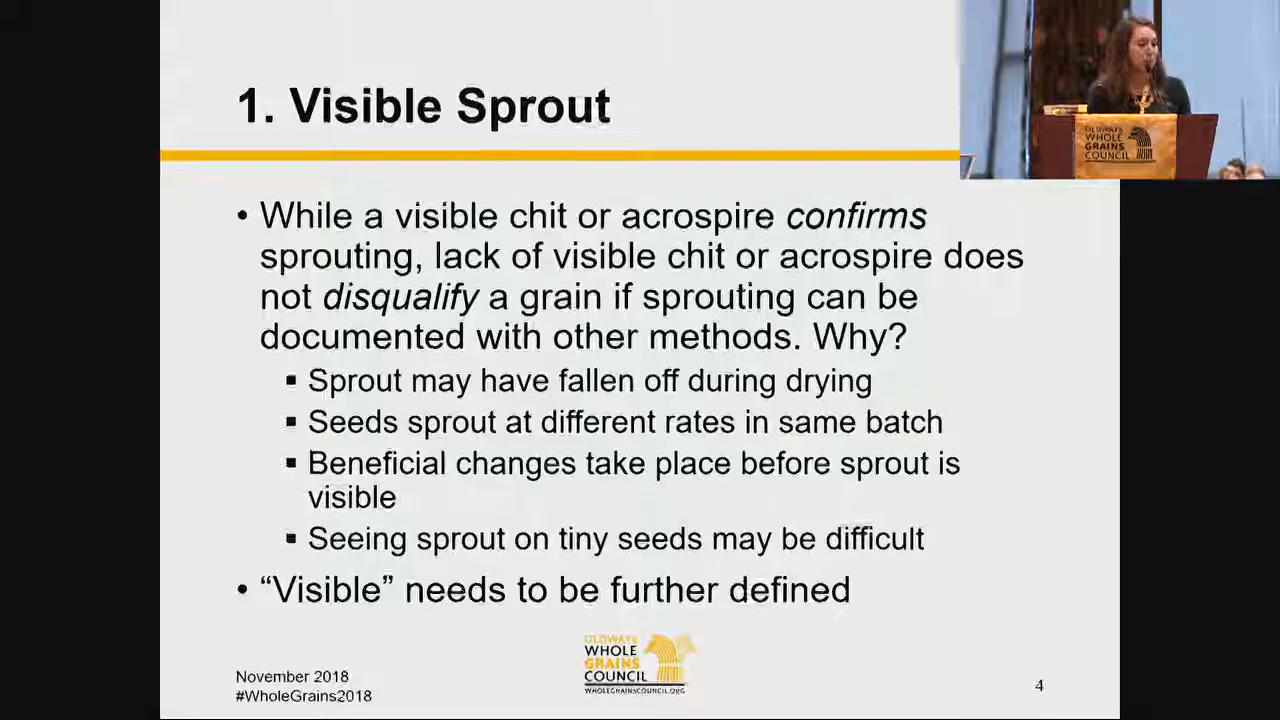 1. Visible Sprout
OLDWAYS
WHOLE
GRAINS
COUNCIL
• While a visible chit or acrospire confirms
sprouting, lack of visible chit or acrospire does
not disqualify a grain if sprouting can be
documented with other methods. Why?
▪ Sprout may have fallen off during drying
▪ Seeds sprout at different rates in same batch
▪ Beneficial changes take place before sprout is
visible
▪ Seeing sprout on tiny seeds may be difficult
• “Visible” needs to be further defined
OLDWAYS
WHOLE
GRAINS
COUNCIL
WHOLEGRAINSCOUNCIL.ORG
November 2018
#WholeGrains2018
4